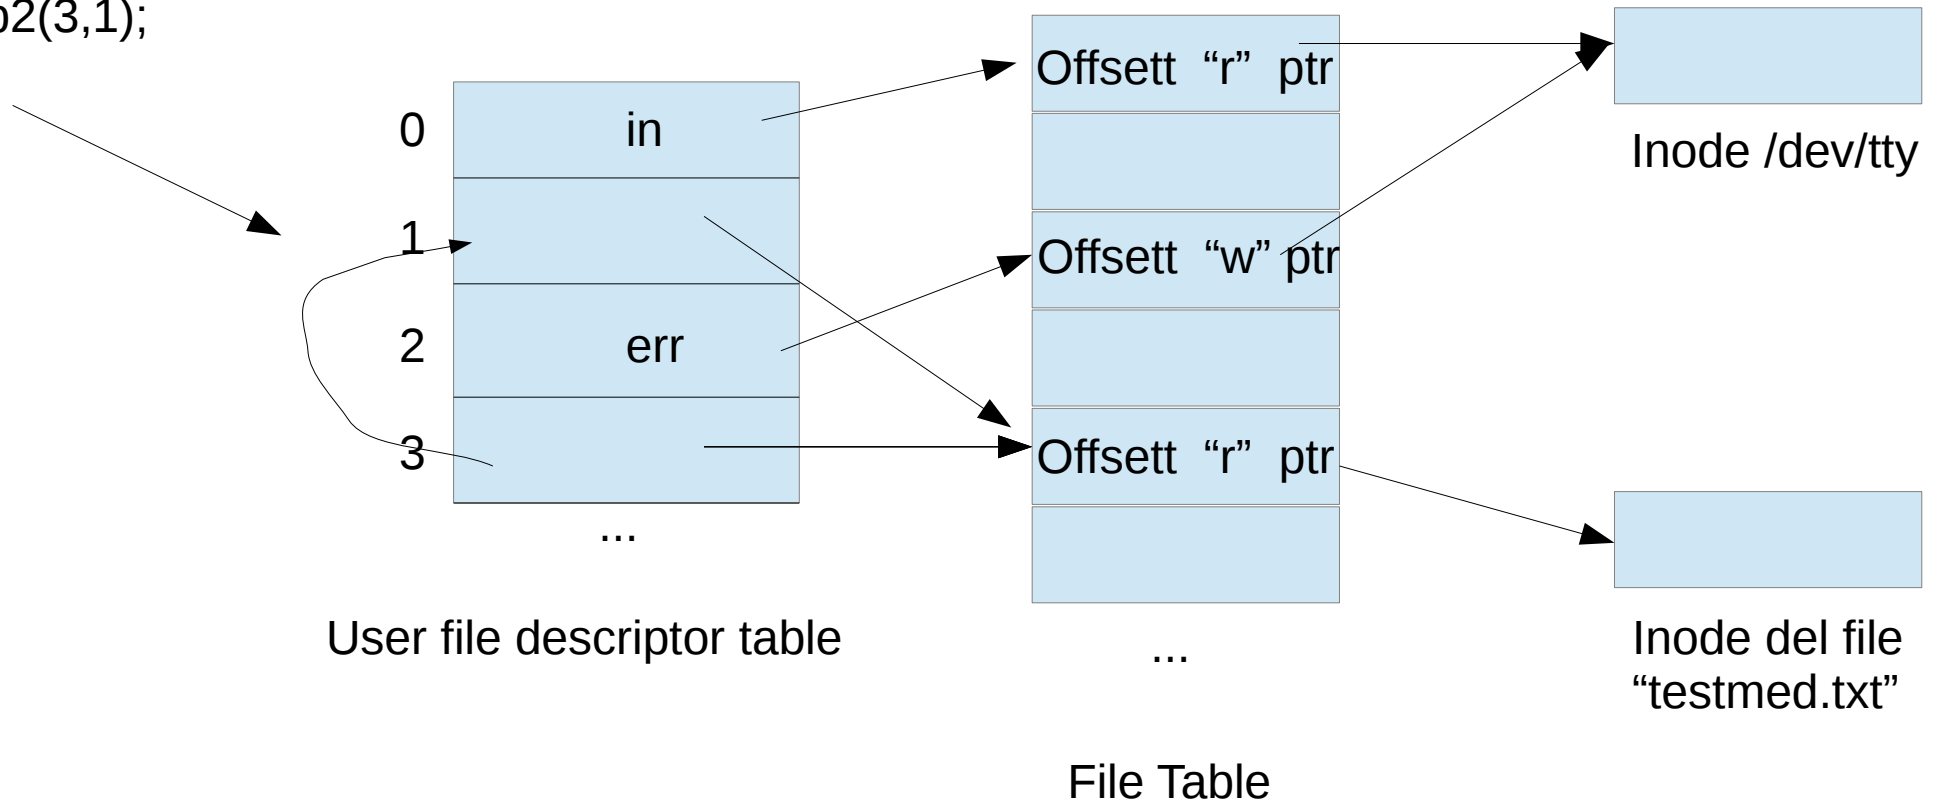 p2(3,1);
0 in
1
2 err
3
...
User file descriptor table
Offsett “r” ptr
Offsett “w” ptr
Offsett “r” ptr
...
File Table
Inode /dev/tty
Inode del file
“testmed.txt”